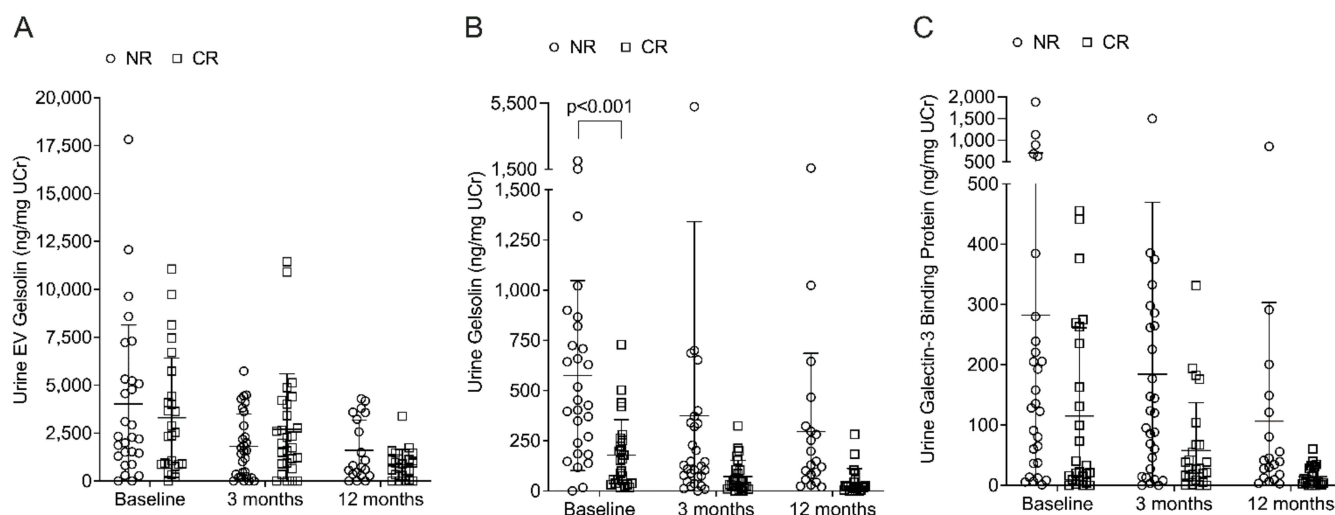 A
NR CR
Urine EV Gelsolin (ng/mg UCr)
20,000
17,500
15,000
12,500
10,000
7,500
5,000
2,500
0
Baseline 3 months 12 months
B
NR CR
Urine Gelsolin (ng/mg UCr)
5,500
p<0.001
1,500
1,500
1,250
1,000
750
500
250
0
Baseline 3 months 12 months
C
NR CR
Urine Galectin-3 Binding Protein (ng/mg UCr)
2,000
1,500
1,000
500
500
400
300
200
100
0
Baseline 3 months 12 months